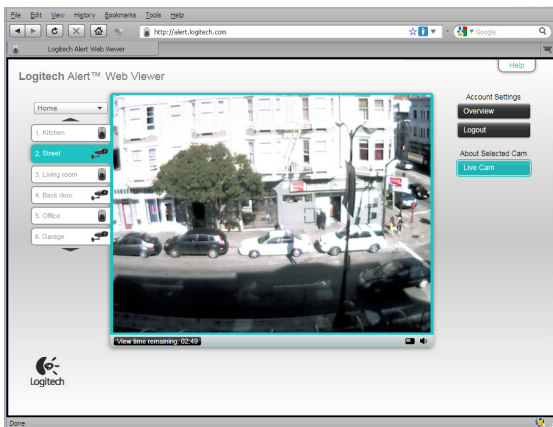 File Edit View History Bookmarks Tools Help
http://alert.logitech.com
Google
Logitech Alert Web Viewer
Help
Logitech Alert™ Web Viewer
Account Settings
Home
Overview
1. Kitchen
Logout
2. Street
About Selected Cam
3. Living room
Live Cam
4. Back door
5. Office
6. Garage
View time remaining: 02:49
Logitech
Done